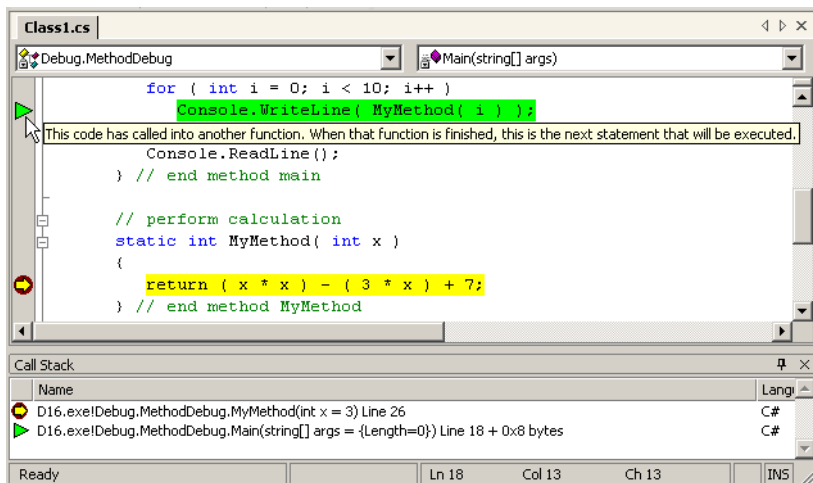 Class1.cs
Debug.MethodDebug Main(string[] args)
for ( int i = 0; i < 10; i++ )
Console.WriteLine( MyMethod( i ) );
This code has called into another function. When that function is finished, this is the next statement that will be executed.
Console.ReadLine();
} // end method main
// perform calculation
static int MyMethod( int x )
{
return ( x * x ) - ( 3 * x ) + 7;
} // end method MyMethod
Call Stack
Name Langu
D16.exe!Debug.MethodDebug.MyMethod(int x = 3) Line 26 C#
D16.exe!Debug.MethodDebug.Main(string[] args = {Length=0}) Line 18 + 0x8 bytes C#
Ready Ln 18 Col 13 Ch 13 INS